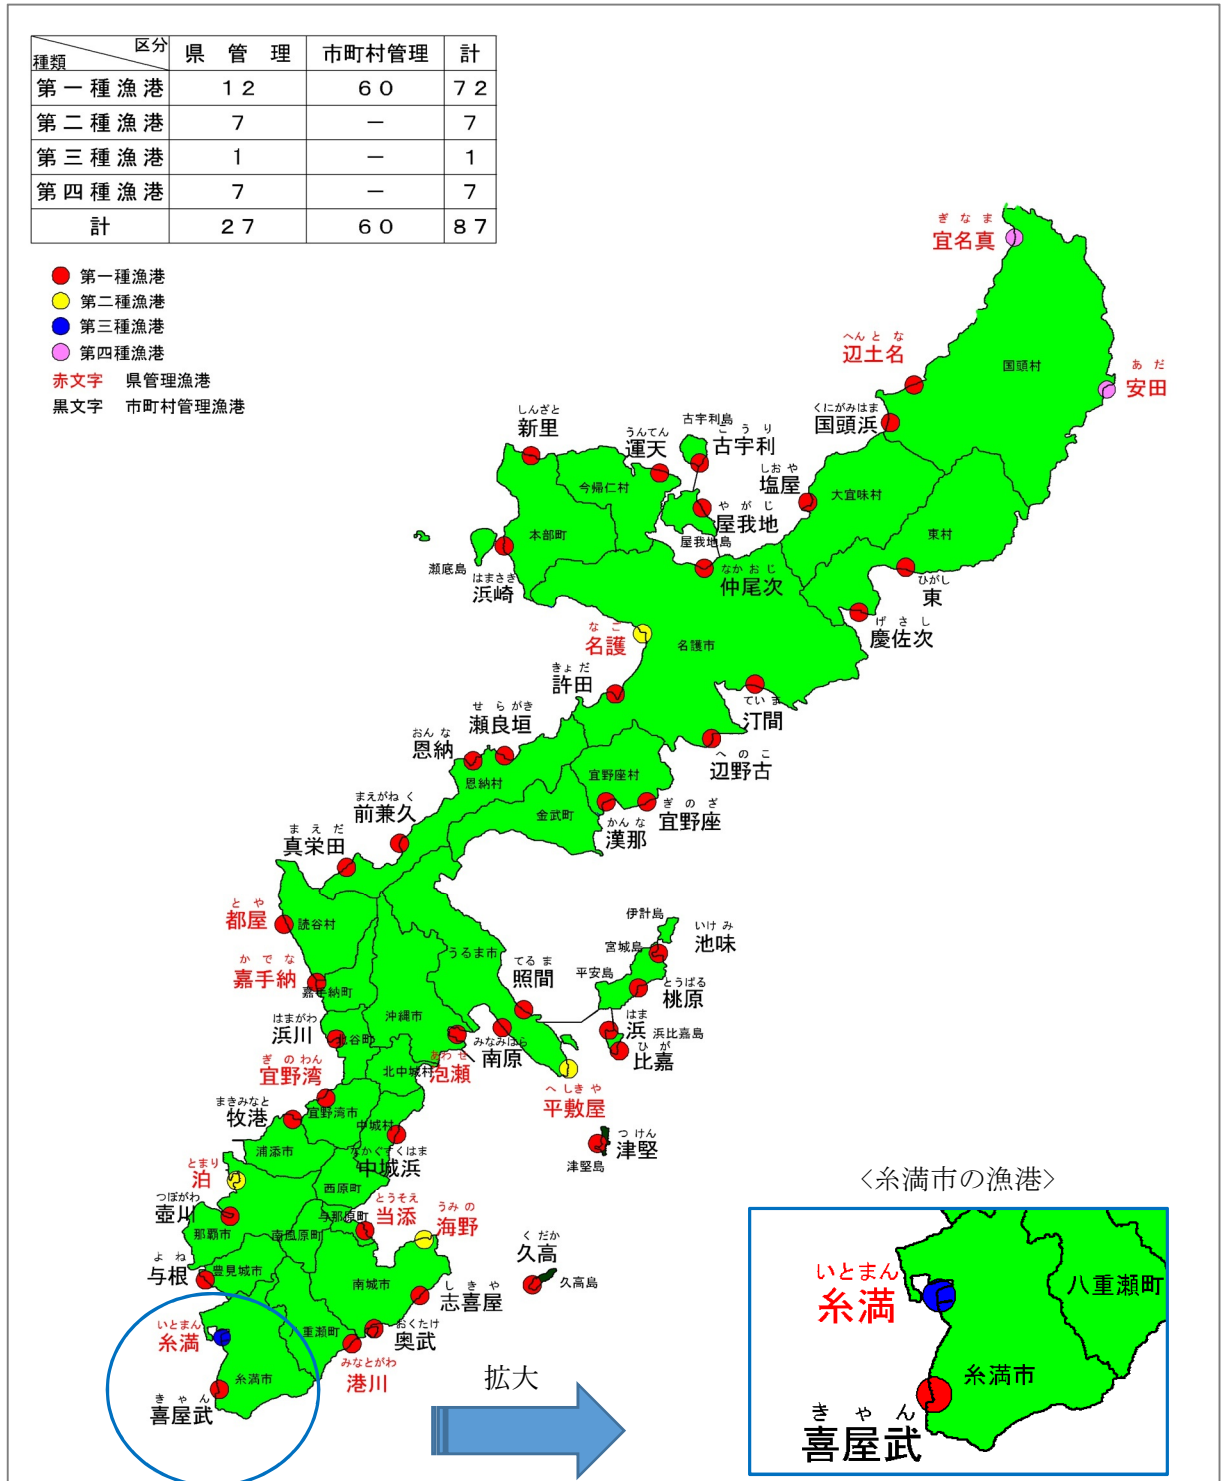 区分
種類
県管理
市町村管理
計
第一種漁港 12 60 72
第二種漁港 7 － 7
第三種漁港 1 － 1
第四種漁港 7 － 7
計 27 60 87
第一種漁港
第二種漁港
第三種漁港
第四種漁港
赤文字 県管理漁港
黒文字 市町村管理漁港
ぎなま
宜名真
へんとな
辺土名
国頭村
あだ
安田
くにがみはま
国頭浜
しんざと
新里
うんてん
運天
古宇利島
こうり
古宇利
しおや
塩屋
大宜味村
今帰仁村
本部町
やがじ
屋我地
屋我地島
東村
瀬底島
はまさき
浜崎
なかおじ
仲尾次
ひがし
東
げさし
慶佐次
なご
名護
名護市
きょだ
許田
ていま
汀間
せらがき
瀬良垣
おんな
恩納
恩納村
へのこ
辺野古
宜野座村
ぎのざ
宜野座
かんな
漢那
金武町
まえがねく
前兼久
まえだ
真栄田
とや
都屋
読谷村
かでな
嘉手納
嘉手納町
うるま市
てるま
照間
伊計島
いけみ
池味
宮城島
平安島
とうばる
桃原
はま
浜
浜比嘉島
ひが
比嘉
沖縄市
はまがわ
浜川
北谷町
みなみはら
南原
あわせ
泡瀬
北中城村
ぎのわん
宜野湾
宜野湾市
へしきや
平敷屋
まきみなと
牧港
中城村
なかぐすくはま
中城浜
つけん
津堅
津堅島
浦添市
とまり
泊
西原町
つぼがわ
壺川
那覇市
与那原町
とうそえ
当添
うみの
海野
南風原町
よね
与根
豊見城市
南城市
くだか
久高
久高島
しきや
志喜屋
おくたけ
奥武
八重瀬町
みなとがわ
港川
いとまん
糸満
糸満市
きゃん
喜屋武
拡大
<糸満市の漁港>
いとまん
糸満
八重瀬町
糸満市
きゃん
喜屋武